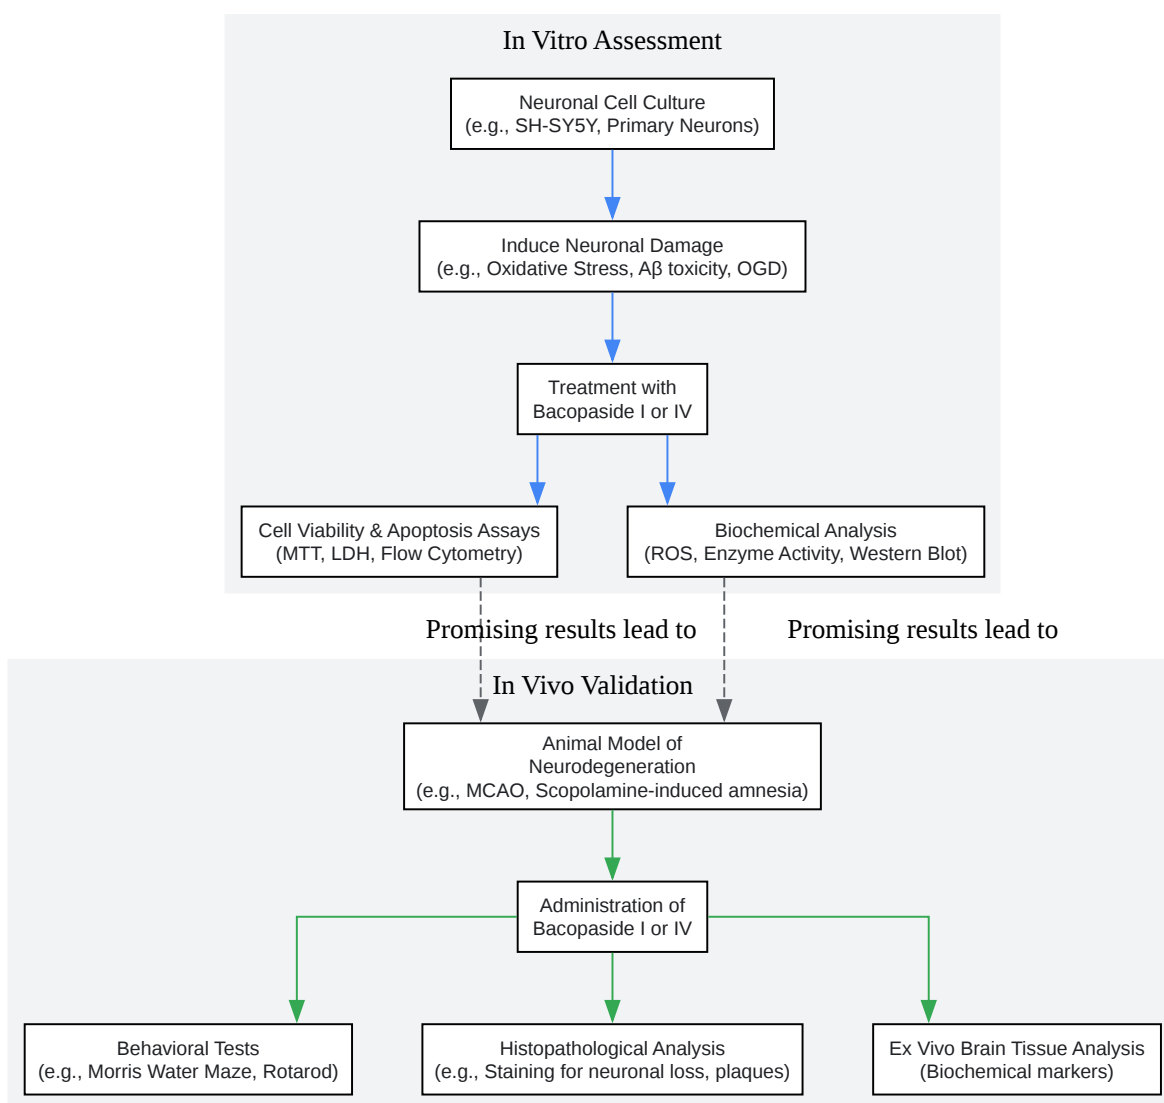 In Vitro Assessment
Neuronal Cell Culture
(e.g., SH-SY5Y, Primary Neurons)
Induce Neuronal Damage
(e.g., Oxidative Stress, Aβ toxicity, OGD)
Treatment with
Bacopaside I or IV
Cell Viability & Apoptosis Assays
(MTT, LDH, Flow Cytometry)
Biochemical Analysis
(ROS, Enzyme Activity, Western Blot)
Promising results lead to
Promising results lead to
In Vivo Validation
Animal Model of
Neurodegeneration
(e.g., MCAO, Scopolamine-induced amnesia)
Administration of
Bacopaside I or IV
Behavioral Tests
(e.g., Morris Water Maze, Rotarod)
Histopathological Analysis
(e.g., Staining for neuronal loss, plaques)
Ex Vivo Brain Tissue Analysis
(Biochemical markers)